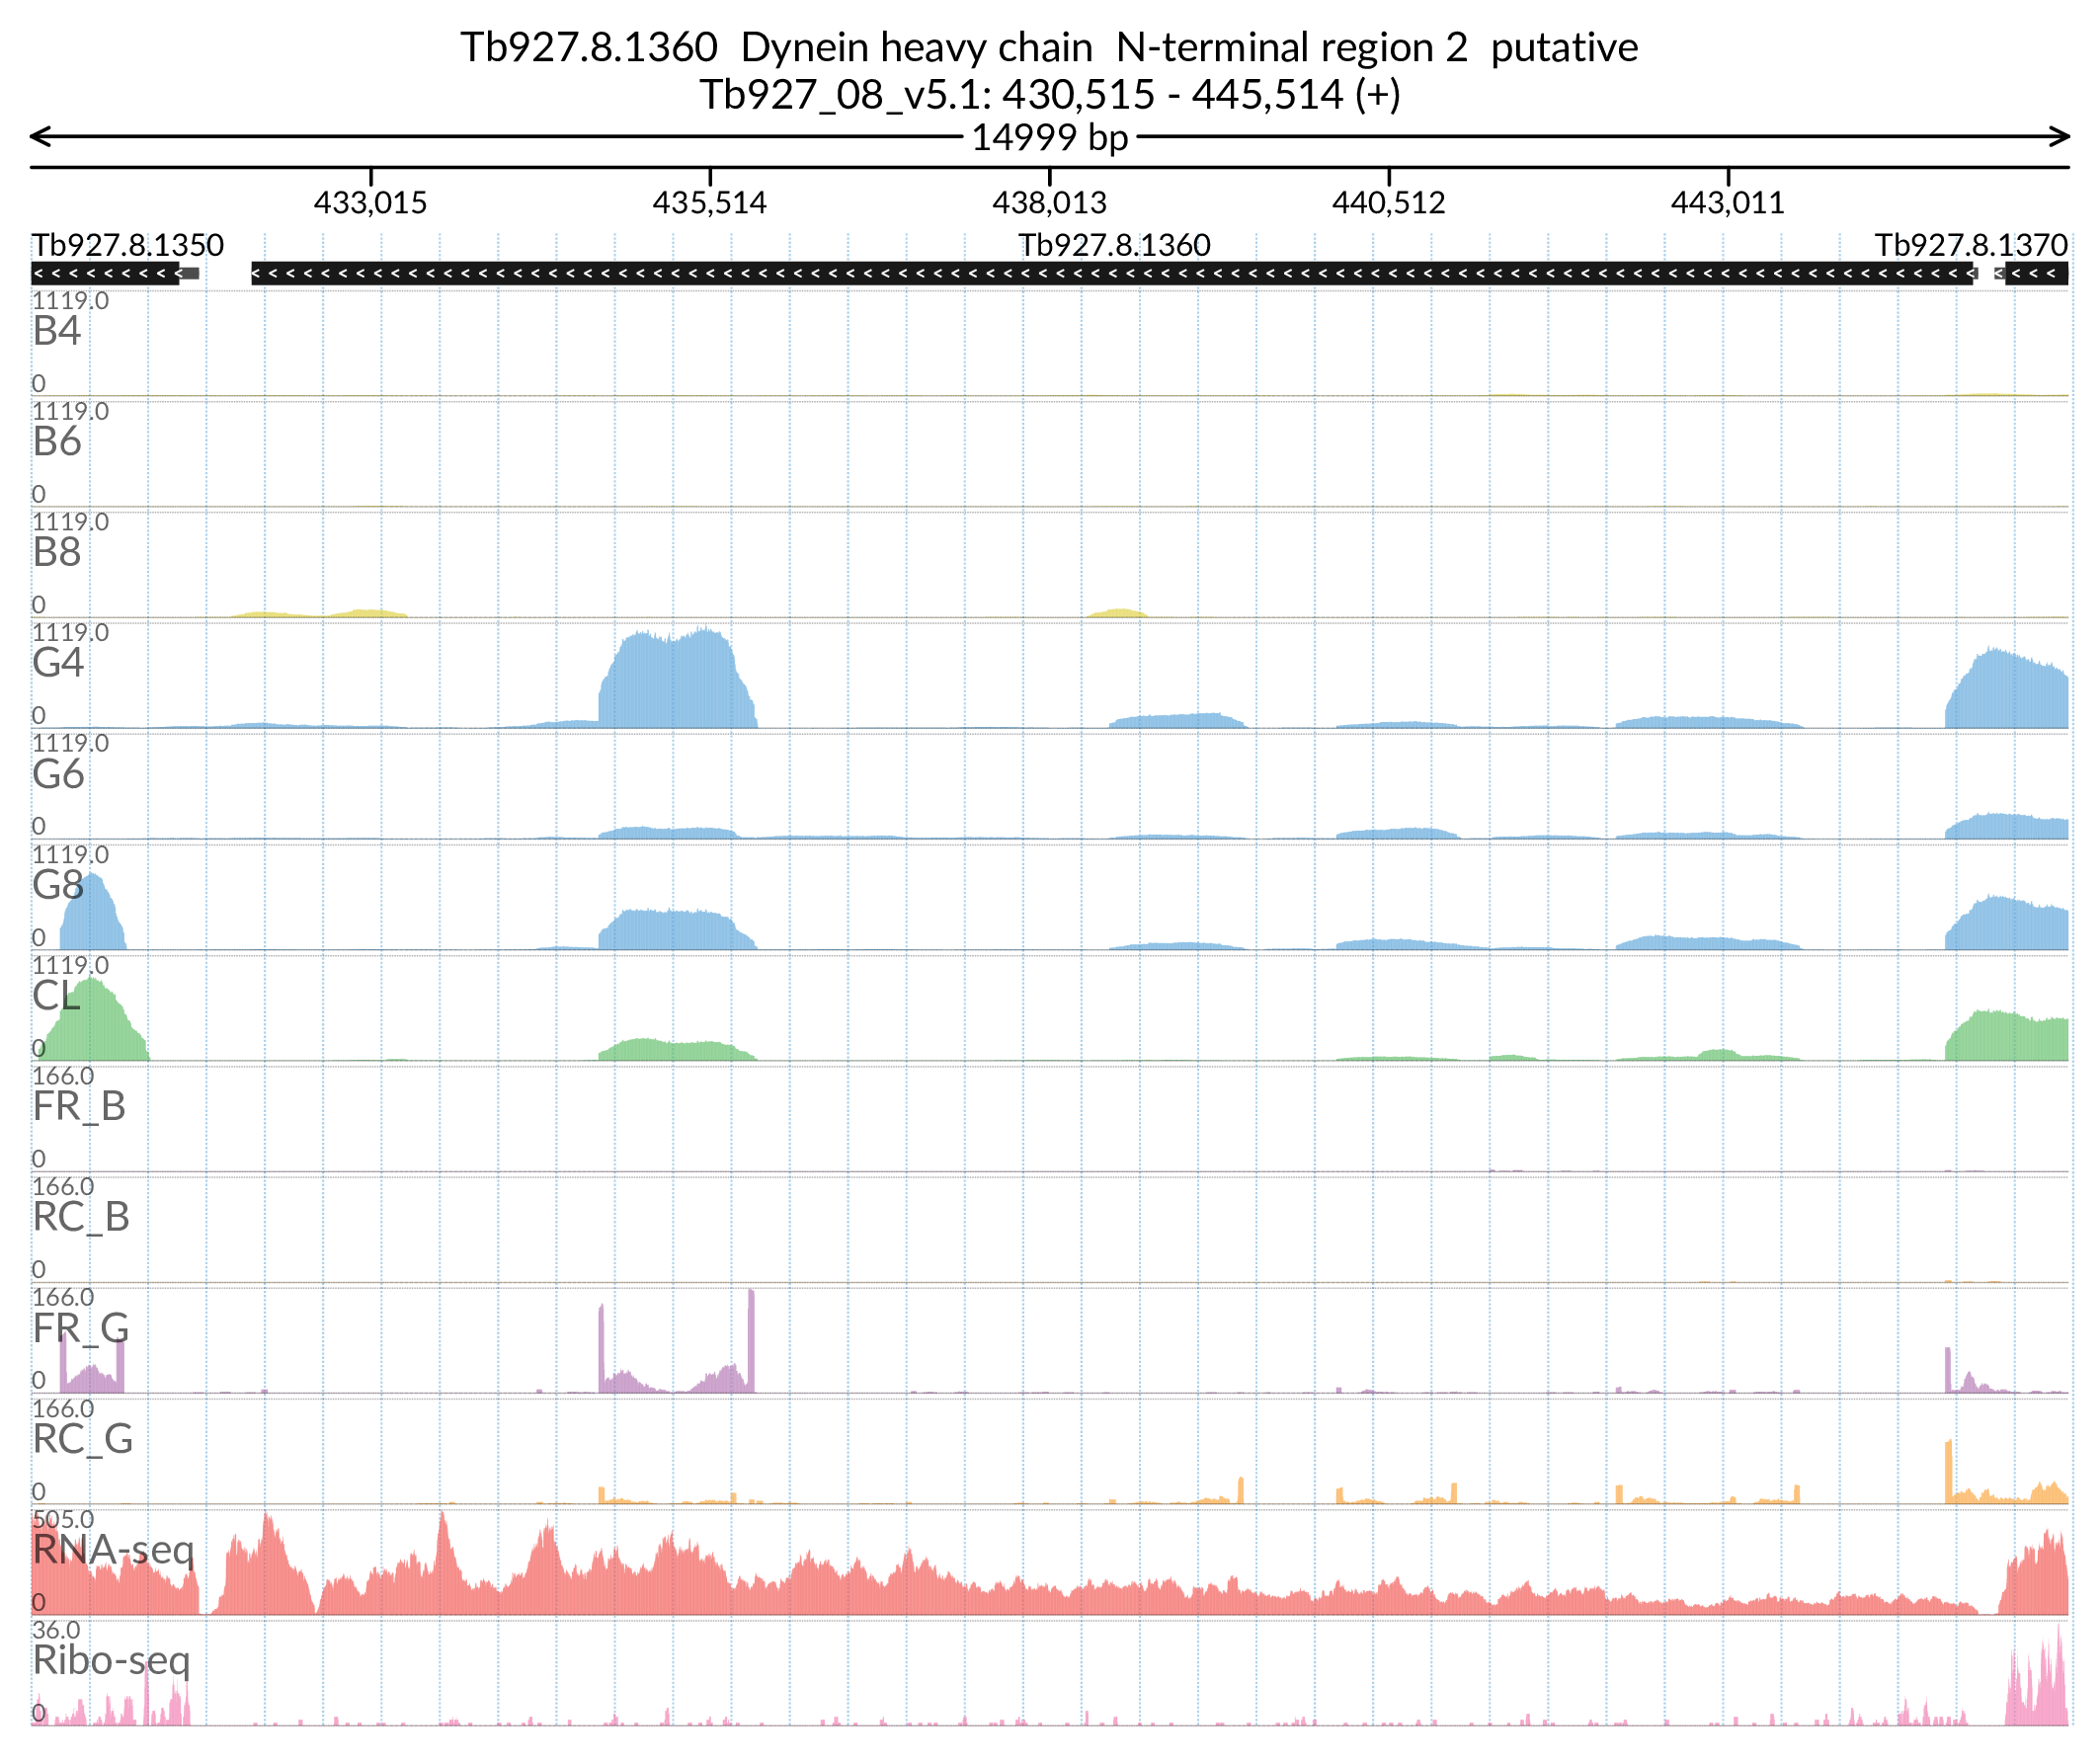 Tb927.8.1360  Dynein heavy chain  N-terminal region 2  putative
Tb927_08_v5.1: 430,515 - 445,514 (+)
14999 bp
433,015 435,514 438,013 440,512 443,011
Tb927.8.1350 Tb927.8.1360 Tb927.8.1370
1119.0
B4
0
1119.0
B6
0
1119.0
B8
0
1119.0
G4
0
1119.0
G6
0
1119.0
G8
0
1119.0
CL
0
166.0
FR_B
0
166.0
RC_B
0
166.0
FR_G
0
166.0
RC_G
0
505.0
RNA-seq
0
36.0
Ribo-seq
0